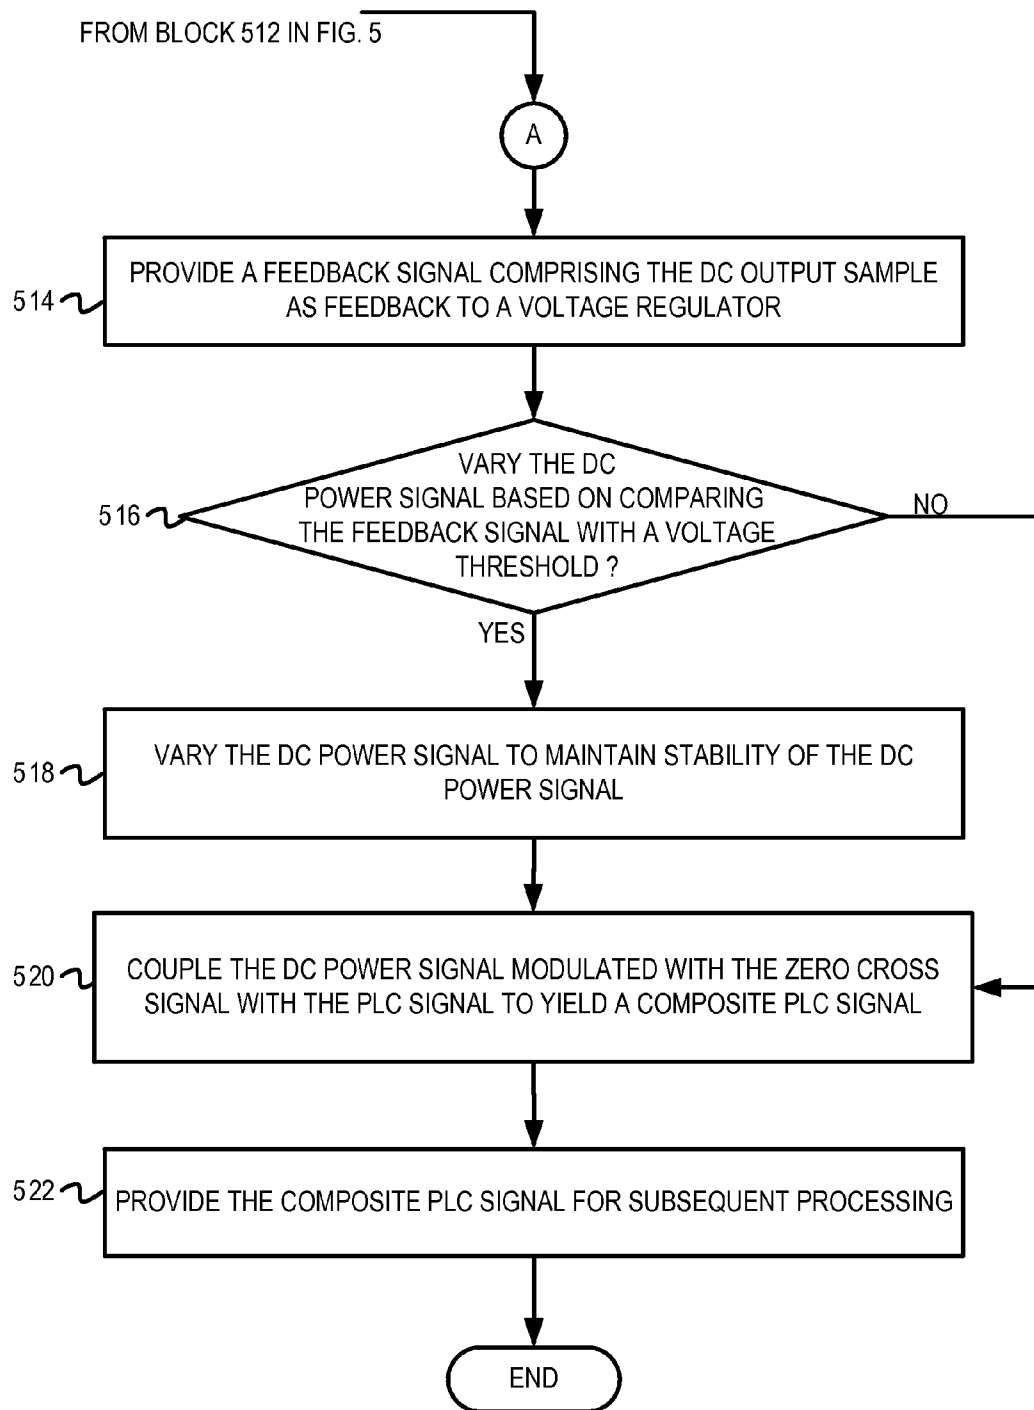 FROM BLOCK 512 IN FIG. 5
A
514
PROVIDE A FEEDBACK SIGNAL COMPRISING THE DC OUTPUT SAMPLE
AS FEEDBACK TO A VOLTAGE REGULATOR
516
VARY THE DC
POWER SIGNAL BASED ON COMPARING
THE FEEDBACK SIGNAL WITH A VOLTAGE
THRESHOLD ?
NO
YES
518
VARY THE DC POWER SIGNAL TO MAINTAIN STABILITY OF THE DC
POWER SIGNAL
520
COUPLE THE DC POWER SIGNAL MODULATED WITH THE ZERO CROSS
SIGNAL WITH THE PLC SIGNAL TO YIELD A COMPOSITE PLC SIGNAL
522
PROVIDE THE COMPOSITE PLC SIGNAL FOR SUBSEQUENT PROCESSING
END